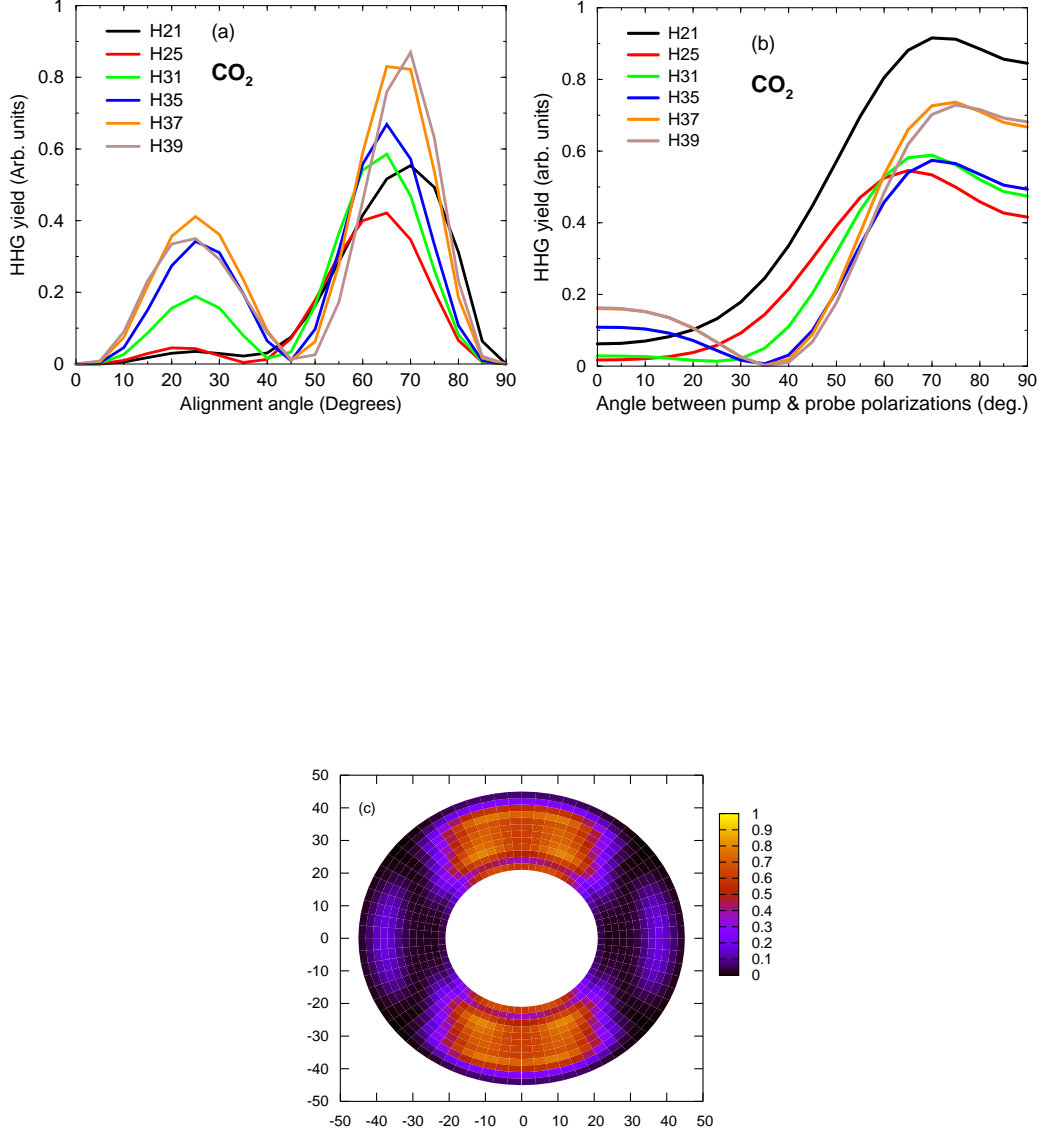 (a)
CO2
H21
H25
H31
H35
H37
H39
HHG yield (Arb. units)
1
0.8
0.6
0.4
0.2
0
0 10 20 30 40 50 60 70 80 90
Alignment angle (Degrees)
(b)
CO2
H21
H25
H31
H35
H37
H39
HHG yield (arb. units)
1
0.8
0.6
0.4
0.2
0
0 10 20 30 40 50 60 70 80 90
Angle between pump & probe polarizations (deg.)
(c)
50
40
30
20
10
0
-10
-20
-30
-40
-50
-50 -40 -30 -20 -10 0 10 20 30 40 50
1
0.9
0.8
0.7
0.6
0.5
0.4
0.3
0.2
0.1
0